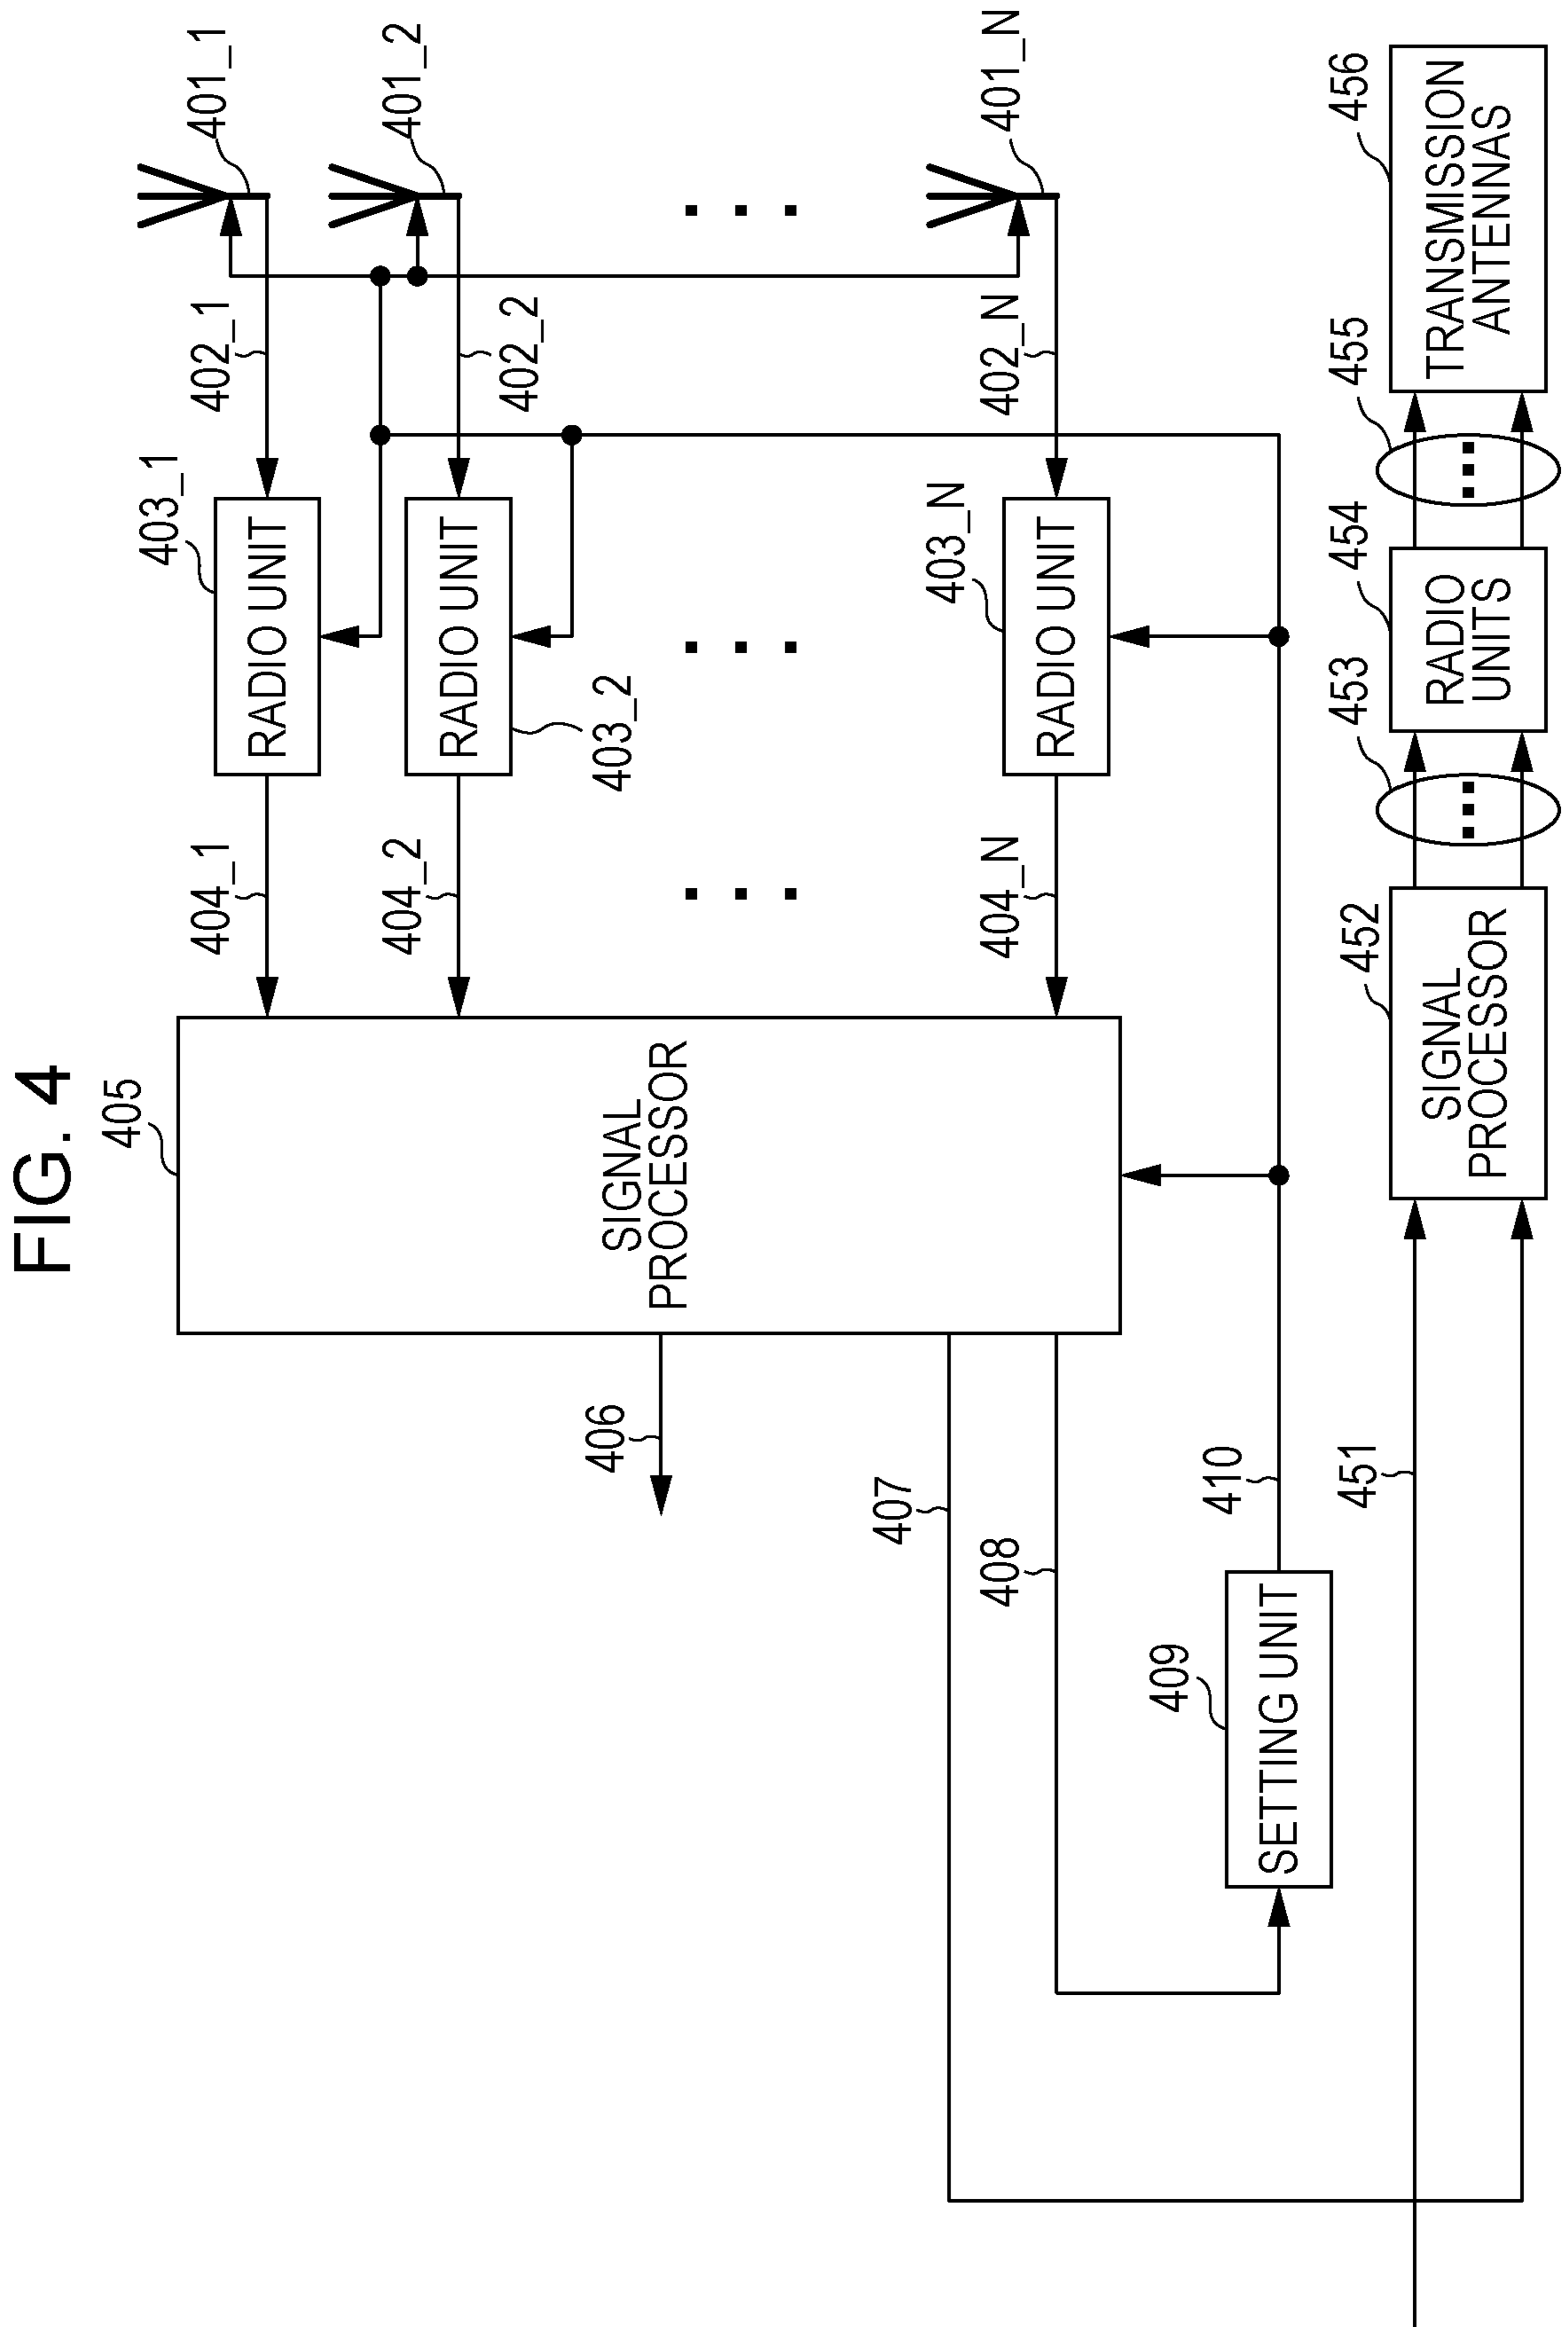 FIG. 4
401_1
402_1
403_1
RADIO UNIT
404_1
405
401_2
402_2
RADIO UNIT
403_2
404_2
SIGNAL
PROCESSOR
406
401_N
402_N
403_N
RADIO UNIT
404_N
407
408
409
SETTING UNIT
410
451
452
SIGNAL
PROCESSOR
453
454
RADIO
UNITS
455
456
TRANSMISSION
ANTENNAS